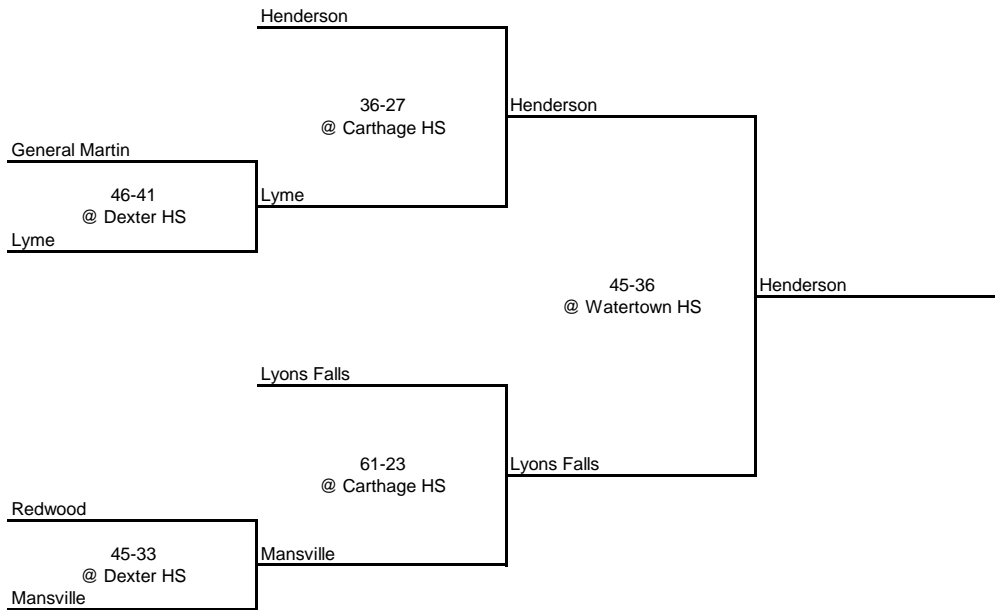 Henderson
36-27
@ Carthage HS
Henderson
General Martin
46-41
@ Dexter HS
Lyme
Lyme
45-36
@ Watertown HS
Henderson
Lyons Falls
61-23
@ Carthage HS
Lyons Falls
Redwood
45-33
@ Dexter HS
Mansville
Mansville